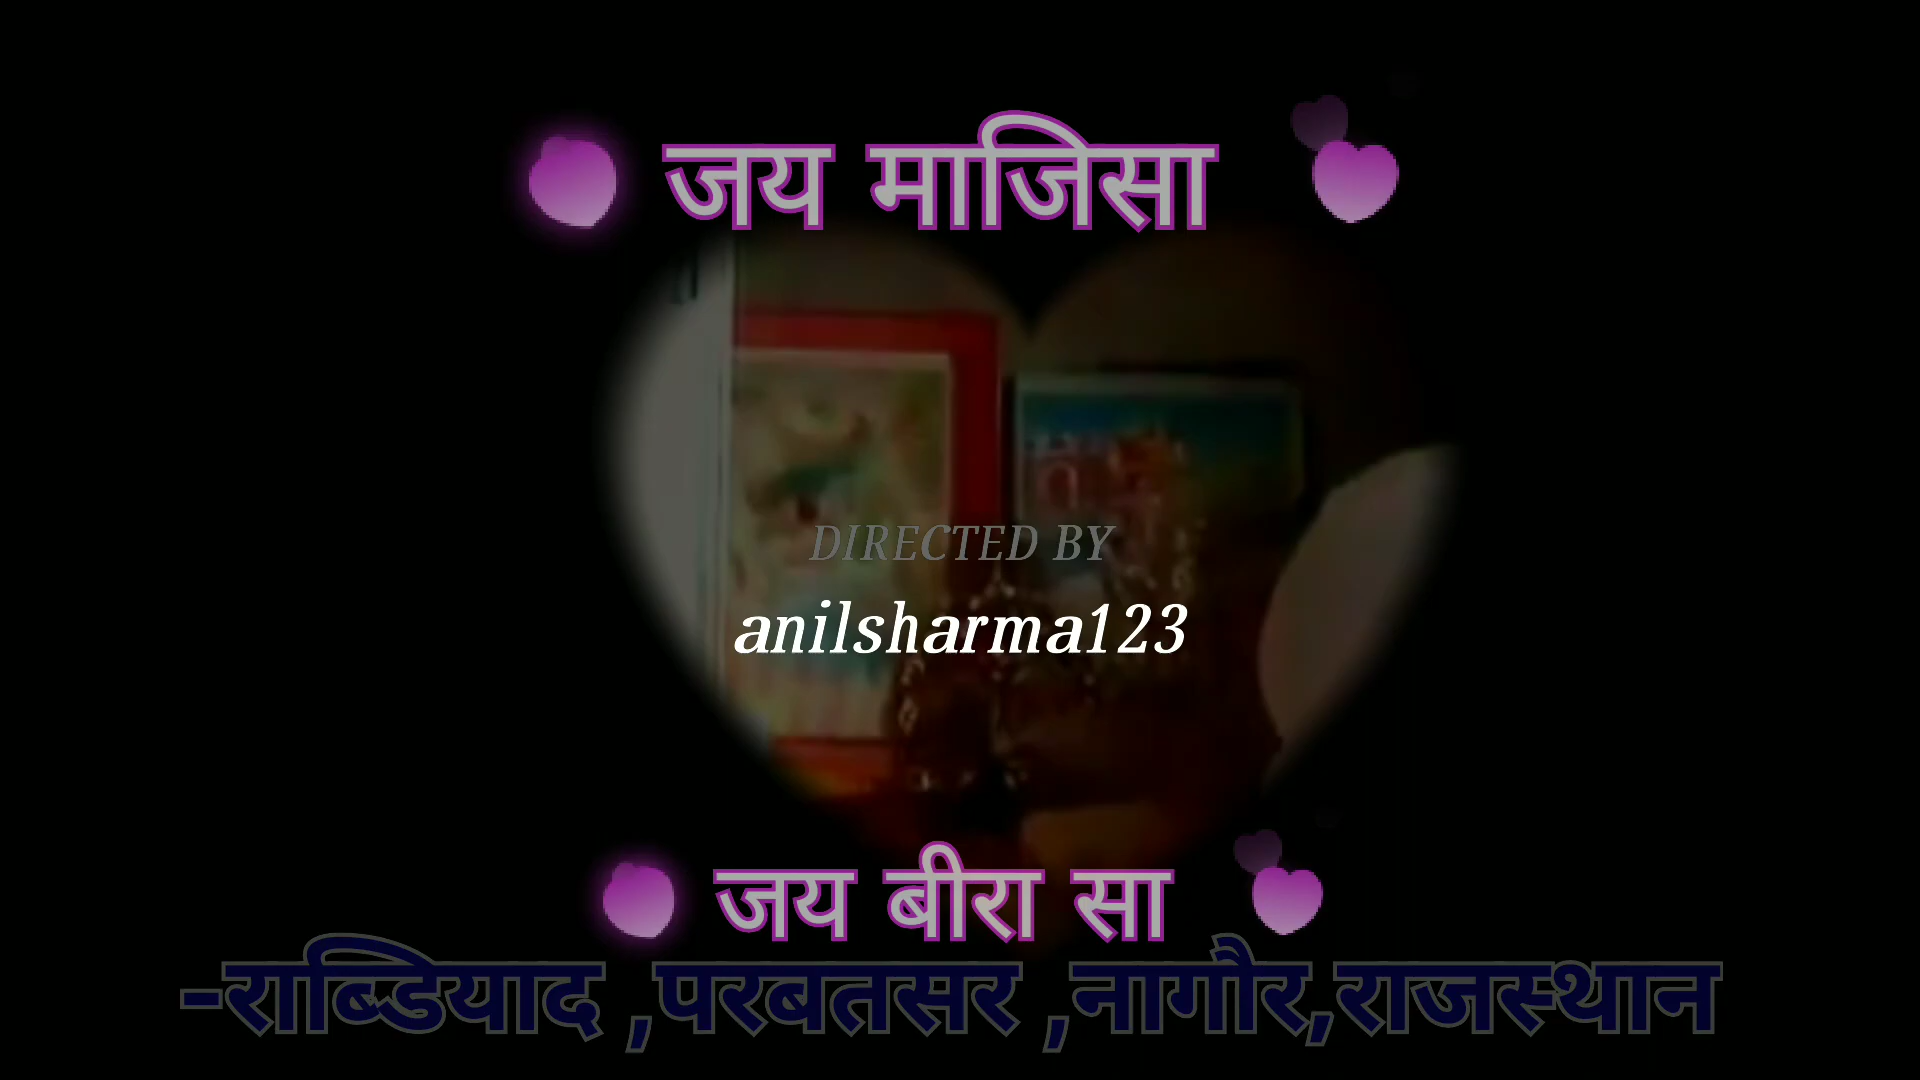 जय माजिसा
DIRECTED BY
anilsharma123
जय बीरा सा
-राब्डियाद ,परबतसर ,नागौर,राजस्थान